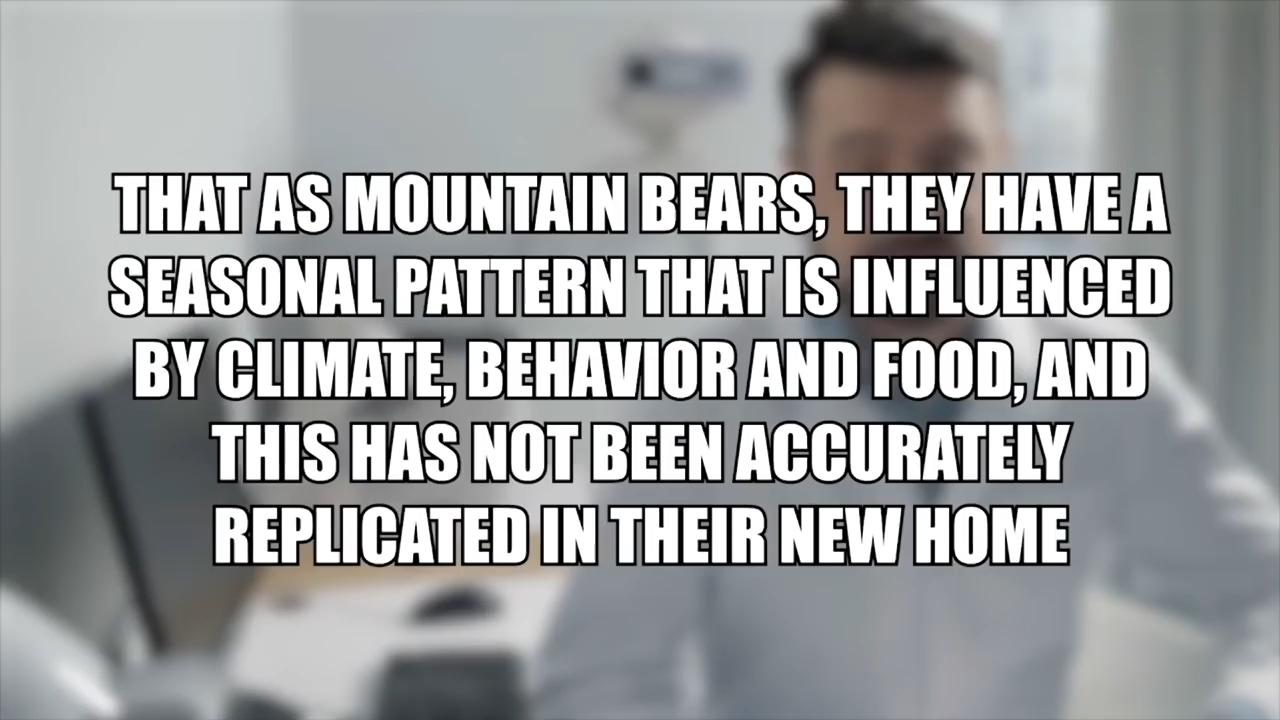 THAT AS MOUNTAIN BEARS, THEY HAVE A
SEASONAL PATTERN THAT IS INFLUENCED
BY CLIMATE, BEHAVIOR AND FOOD, AND
THIS HAS NOT BEEN ACCURATELY
REPLICATED IN THEIR NEW HOME